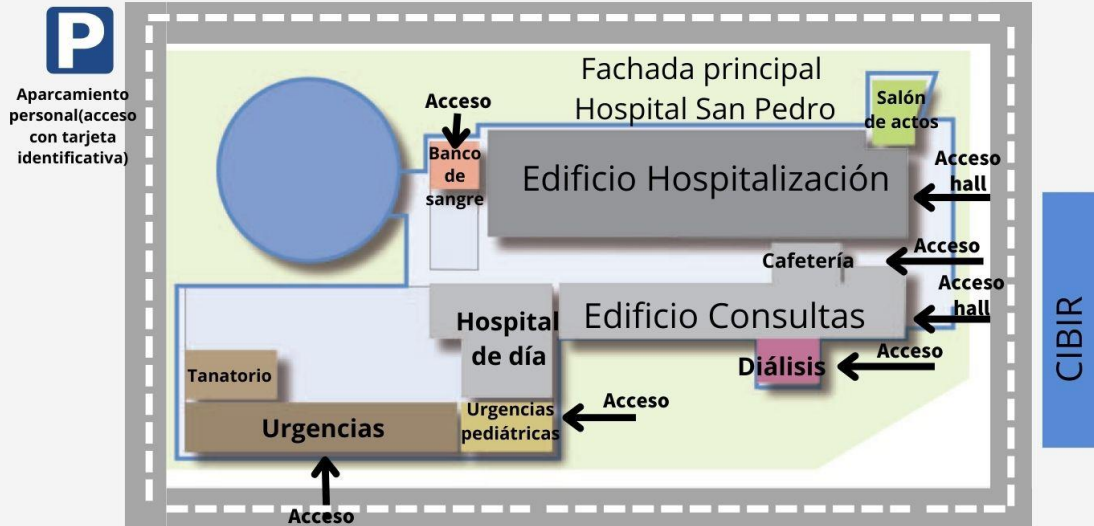 P
Aparcamiento
personal(acceso
con tarjeta
identificativa)
Fachada principal
Hospital San Pedro
Salón
de actos
Acceso
Banco
de
sangre
Edificio Hospitalización
Acceso
hall
Cafetería
Acceso
Acceso
hall
Edificio Consultas
Hospital
de día
Diálisis
Acceso
Tanatorio
Urgencias
Urgencias
pediátricas
Acceso
Acceso
CIBIR